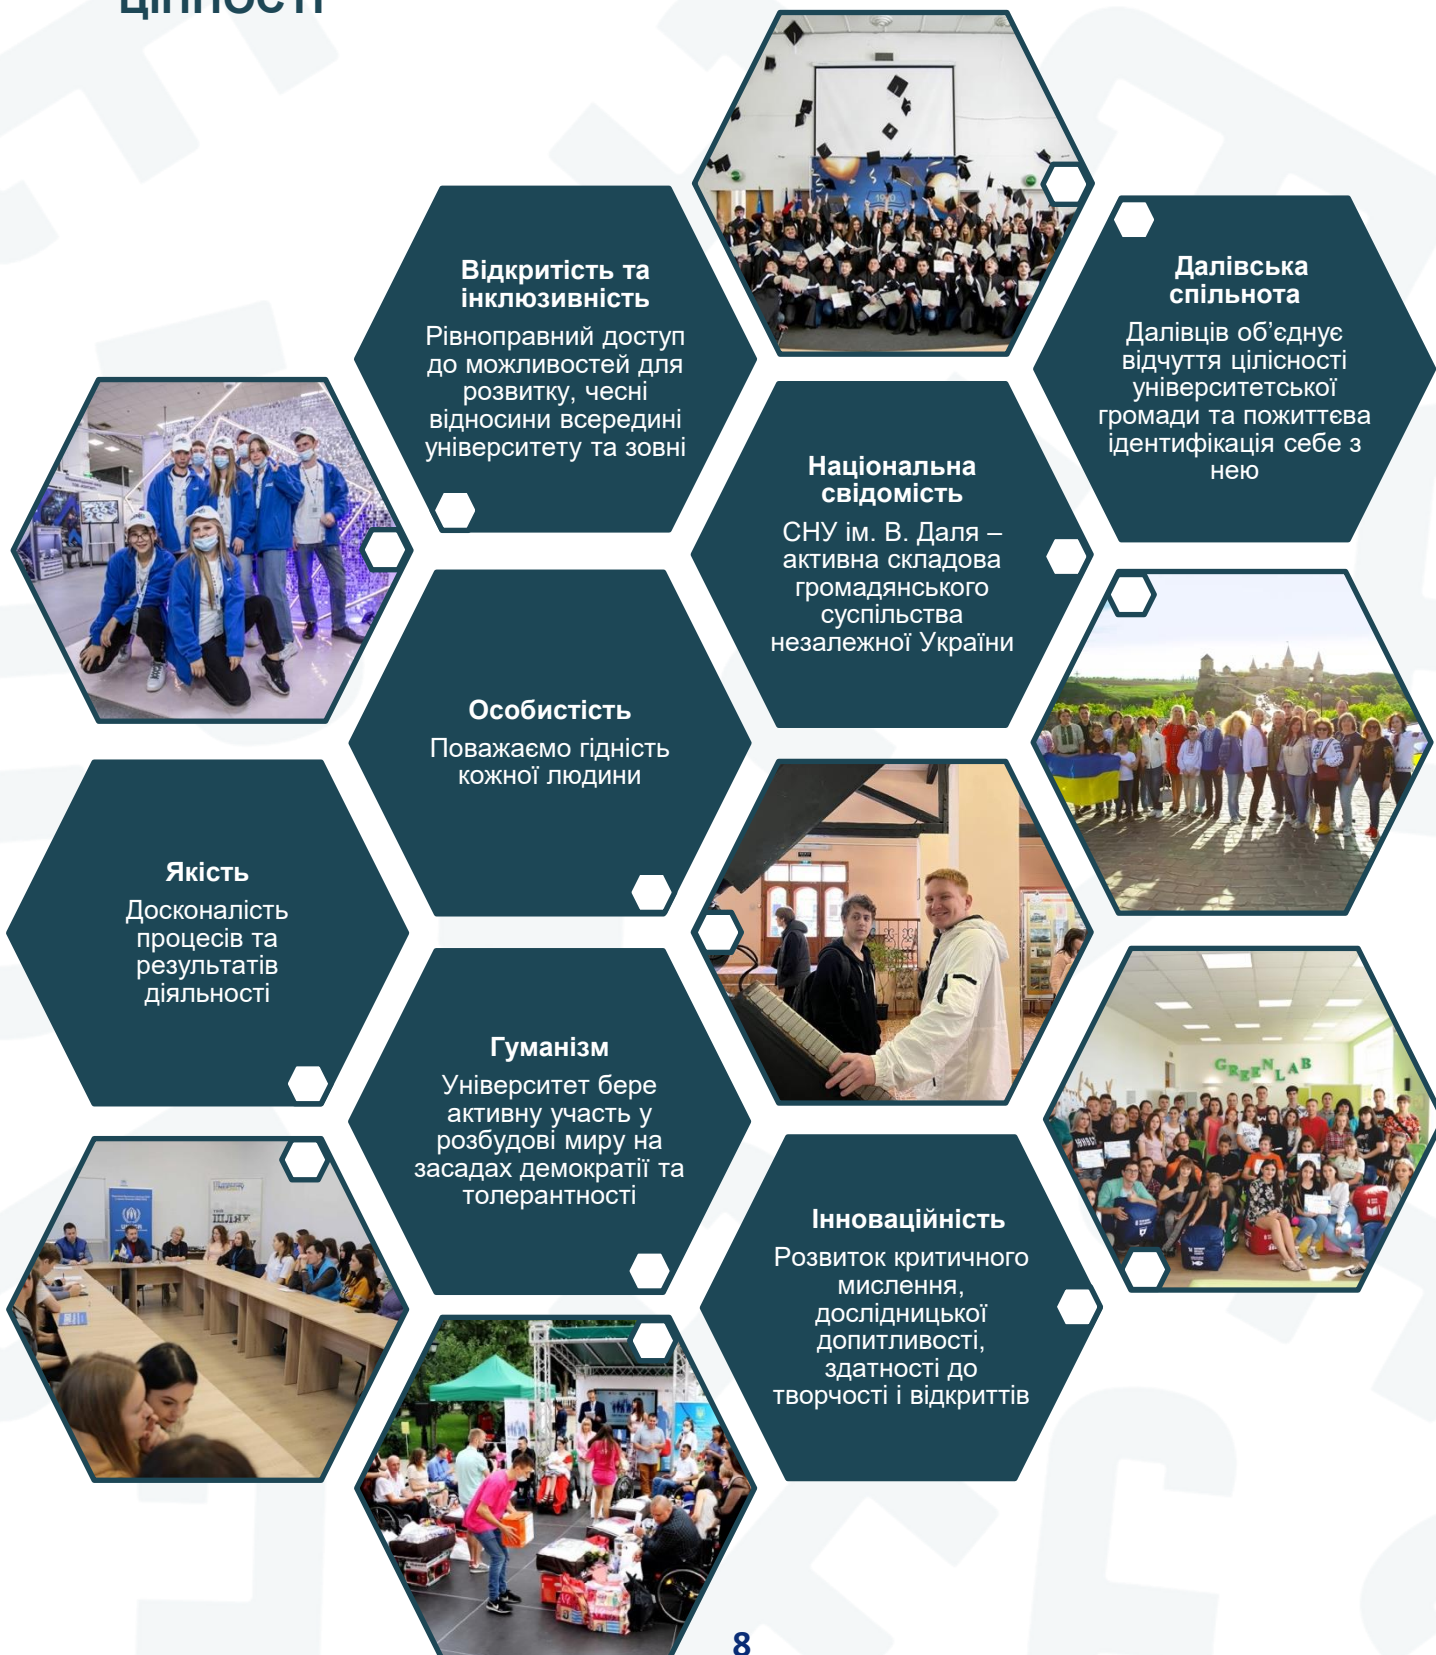 ЦІННОСТІ
Відкритість та
інклюзивність
Рівноправний доступ
до можливостей для
розвитку, чесні
відносини всередині
університету та зовні
Далівська
спільнота
Далівців об’єднує
відчуття цілісності
університетської
громади та пожиттєва
ідентифікація себе з
нею
Національна
свідомість
СНУ ім. В. Даля –
активна складова
громадянського
суспільства
незалежної України
Особистість
Поважаємо гідність
кожної людини
Якість
Досконалість
процесів та
результатів
діяльності
Гуманізм
Університет бере
активну участь у
розбудові миру на
засадах демократії та
толерантності
GREENLAB
ШЛЯХ
Інноваційність
Розвиток критичного
мислення,
дослідницької
допитливості,
здатності до
творчості і відкриттів
8